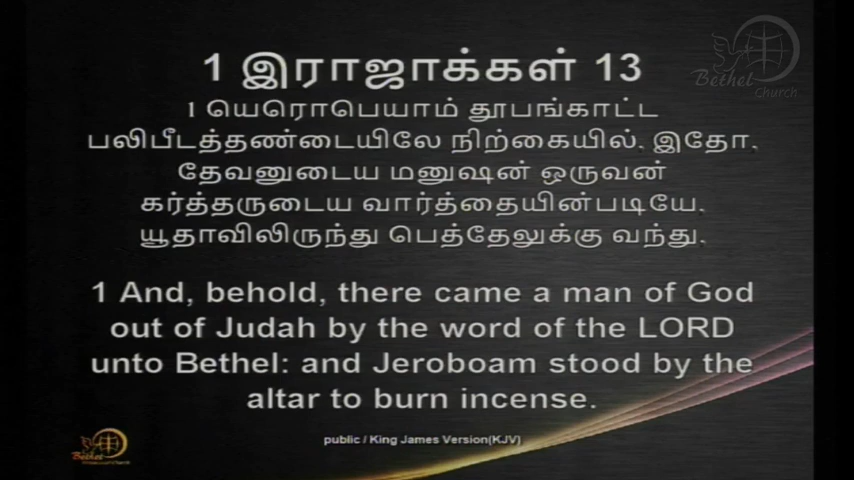 Bethel
Church
1 இராஜாக்கள் 13
1 யெரொபெயாம் தூபங்காட்ட
பலிபீடத்தண்டையிலே நிற்கையில், இதோ,
தேவனுடைய மனுஷன் ஒருவன்
கர்த்தருடைய வார்த்தையின்படியே,
யூதாவிலிருந்து பெத்தேலுக்கு வந்து,
1 And, behold, there came a man of God
out of Judah by the word of the LORD
unto Bethel: and Jeroboam stood by the
altar to burn incense.
public / King James Version(KJV)
Bethel